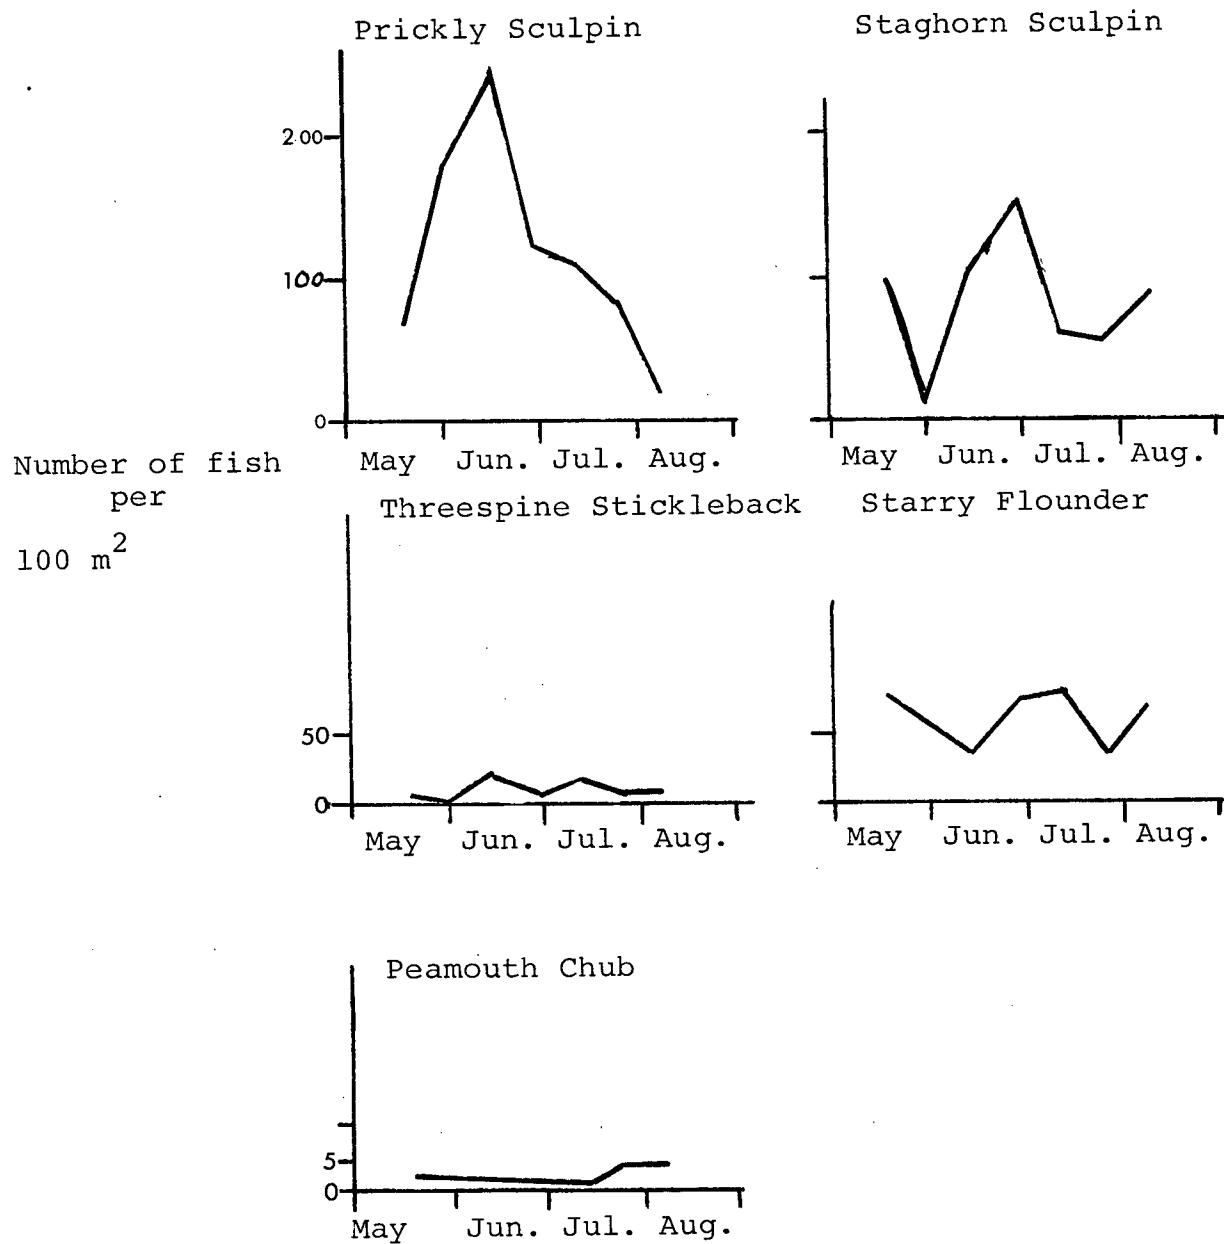 Prickly Sculpin
Staghorn Sculpin
200
100
0
May Jun. Jul. Aug.
May Jun. Jul. Aug.
Number of fish
per
100 m²
Threespine Stickleback
Starry Flounder
50
0
May Jun. Jul. Aug.
May Jun. Jul. Aug.
Peamouth Chub
5
0
May Jun. Jul. Aug.